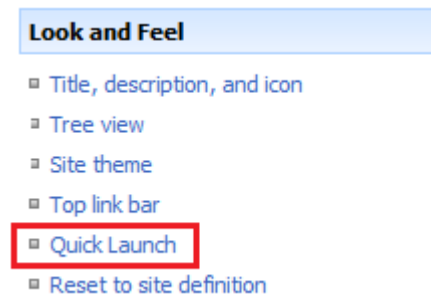 Look and Feel
Title, description, and icon
Tree view
Site theme
Top link bar
Quick Launch
Reset to site definition